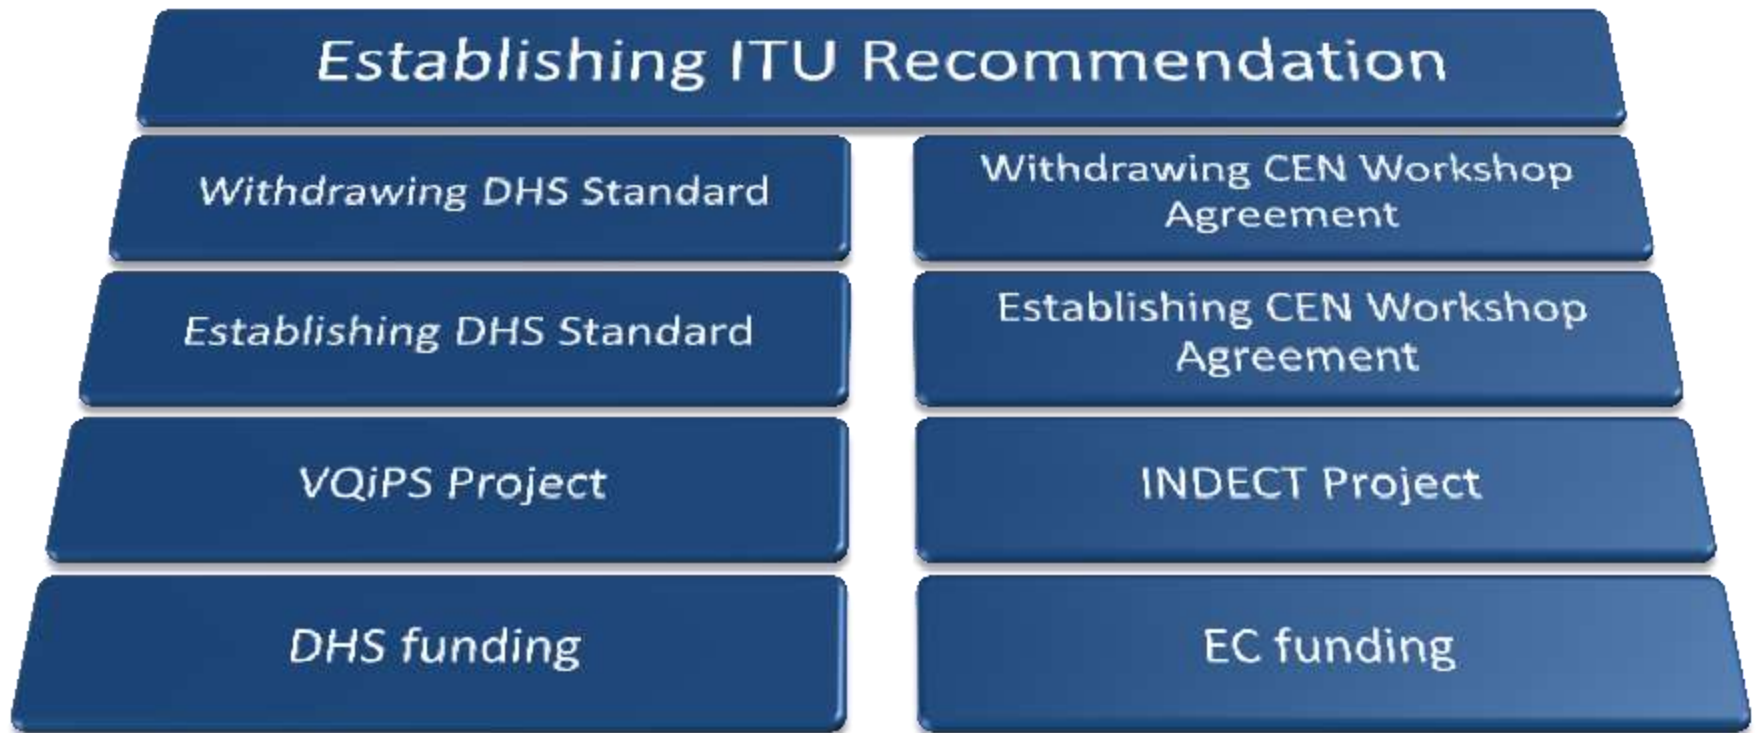 Establishing ITU Recommendation
Withdrawing DHS Standard
Withdrawing CEN Workshop
Agreement
Establishing DHS Standard
Establishing CEN Workshop
Agreement
VQiPS Project
INDECT Project
DHS funding
EC funding